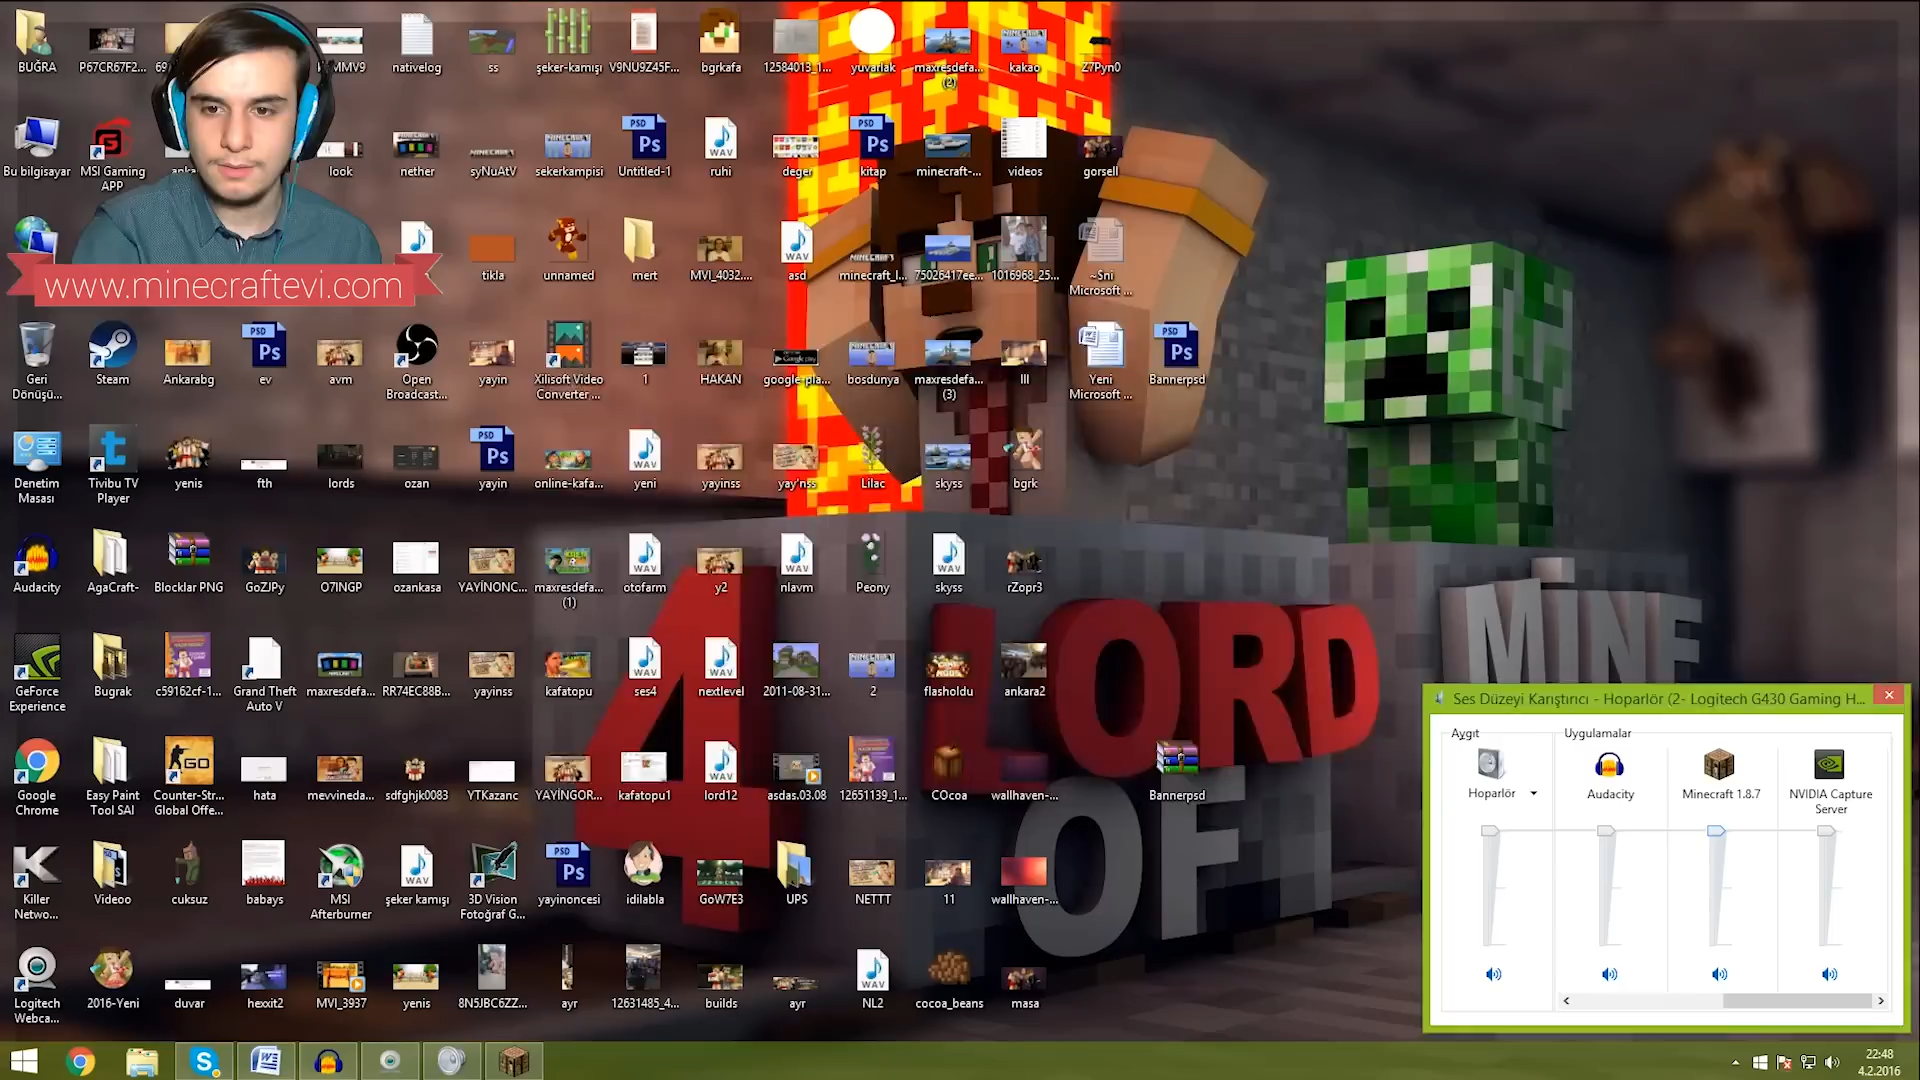 BUĞRA
P67CR67F2...
nativelog
ss
şeker-kamışı
V9NU9Z45F...
bgrkafa
12584013_1...
yuvarlak
maxresdefa...
(2)
kakao
Z7Pyn0
Bu bilgisayar
MSI Gaming
APP
look
nether
syNuAtV
sekerkampisi
Untitled-1
ruhi
deger
kitap
minecraft-...
videos
gorsell
www.minecraftevi.com
tikla
unnamed
mert
MVI_4032....
asd
minecraft_l...
75026417ee...
1016968_25...
~Sni
Microsoft ...
Geri
Dönüşü...
Steam
Ankarabg
ev
avm
Open
Broadcast...
yayin
Xilisoft Video
Converter ...
1
HAKAN
google-pla...
bosdunya
maxresdefa...
(3)
Yeni
Microsoft ...
Bannerpsd
Denetim
Masası
Tivibu TV
Player
yenis
fth
lords
ozan
yayin
online-kafa...
yeni
yayinss
yay'nss
Lilac
skyss
bgrk
Audacity
AgaCraft-
Blocklar PNG
GoZJPy
O7INGP
ozankasa
YAYİNONC...
maxresdefa...
(1)
otofarm
y2
nlavm
Peony
skyss
rZopr3
GeForce
Experience
Bugrak
c59162cf-1...
Grand Theft
Auto V
maxresdefa...
RR74EC88B...
yayinss
kafatopu
ses4
nextlevel
2011-08-31...
2
flasholdu
ankara2
Google
Chrome
Easy Paint
Tool SAI
Counter-Str...
Global Offe...
hata
mevvineda...
sdfghjk0083
YTKazanc
YAYİNGOR...
kafatopu1
lord12
asdas.03.08
12651139_1...
COcoa
wallhaven-...
Bannerpsd
Killer
Netwo...
Videoo
cuksuz
babays
MSI
Afterburner
şeker kamışı
3D Vision
Fotoğraf G...
yayinoncesi
idilabla
GoW7E3
UPS
NETTT
11
wallhaven-...
Logitech
Webca...
2016-Yeni
duvar
hexxit2
MVI_3937
yenis
8N5JBC6ZZ...
ayr
12631485_4...
builds
ayr
NL2
cocoa_beans
masa
4 LORD
OF
MINE
Ses Düzeyi Karıştırıcı - Hoparlör (2- Logitech G430 Gaming H...
Aygıt
Uygulamalar
Hoparlör
Audacity
Minecraft 1.8.7
NVIDIA Capture
Server
22:48
4.2.2016